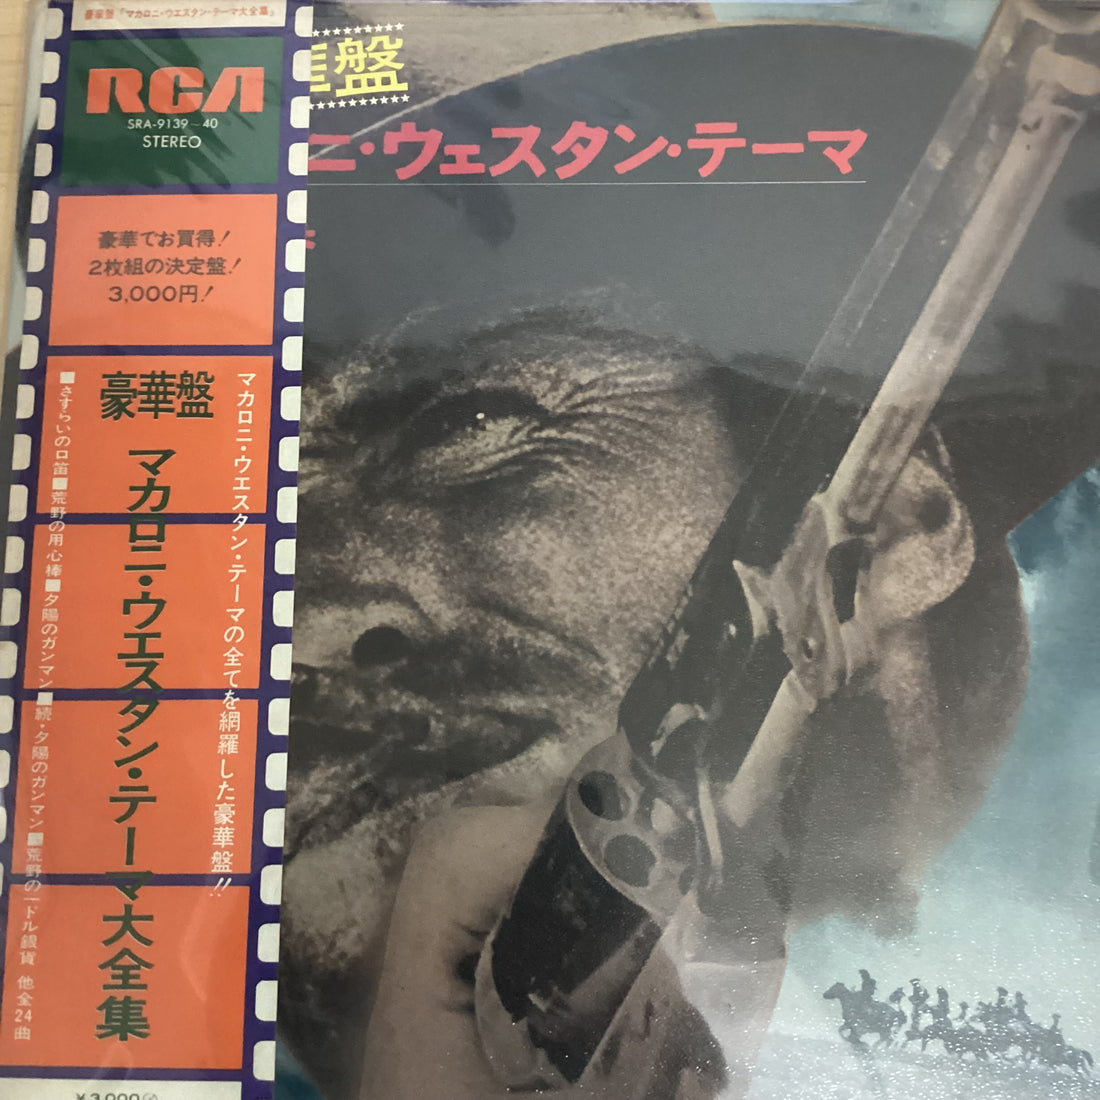 豪華盤『マカロニ・ウエスタン・テーマ大全集』
RCA
SRA-9139~40
STEREO
豪華でお買得！
2枚組の決定盤！
3,000円！
マカロニ・ウエスタン・テーマの全てを網羅した豪華盤!!
豪華盤
マカロニ・ウエスタン・テーマ大全集
■さすらいの口笛■荒野の用心棒■夕陽のガンマン■続・夕陽のガンマン■荒野の一ドル銀貨 他全24曲
¥3,000
盤
ニ・ウェスタン・テーマ